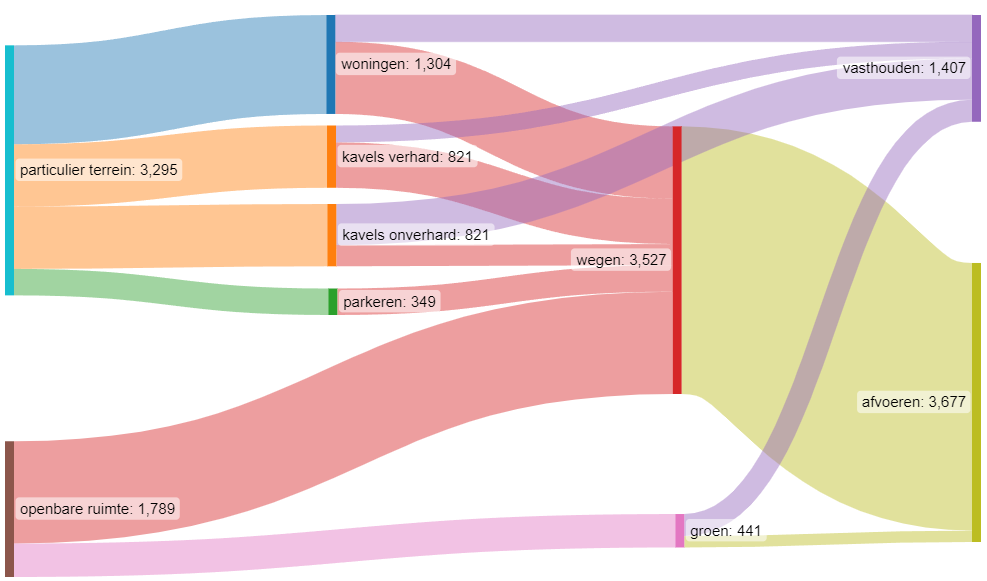 woningen: 1,304
vasthouden: 1,407
kavels verhard: 821
particulier terrein: 3,295
kavels onverhard: 821
wegen: 3,527
parkeren: 349
afvoeren: 3,677
openbare ruimte: 1,789
groen: 441